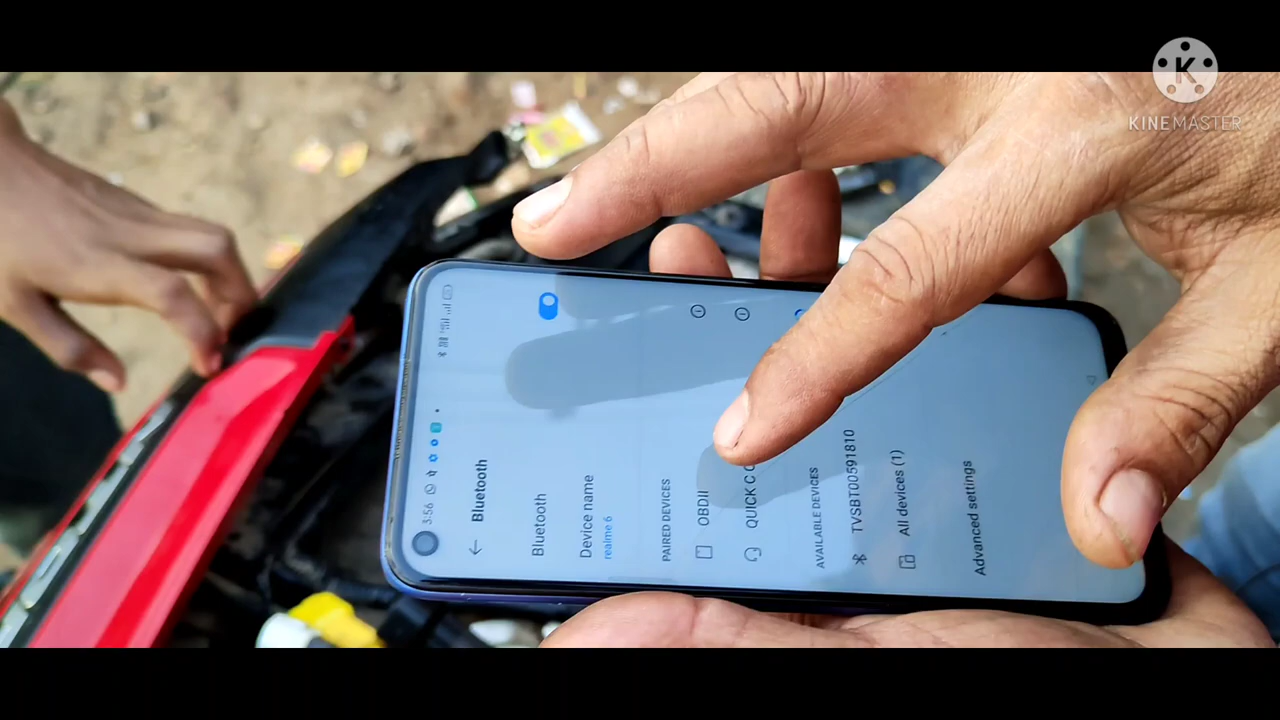 KINEMASTER
3:56
Bluetooth
Bluetooth
Device name
realme 6
PAIRED DEVICES
OBDII
QUICK C
AVAILABLE DEVICES
TVSBT00591810
All devices (1)
Advanced settings